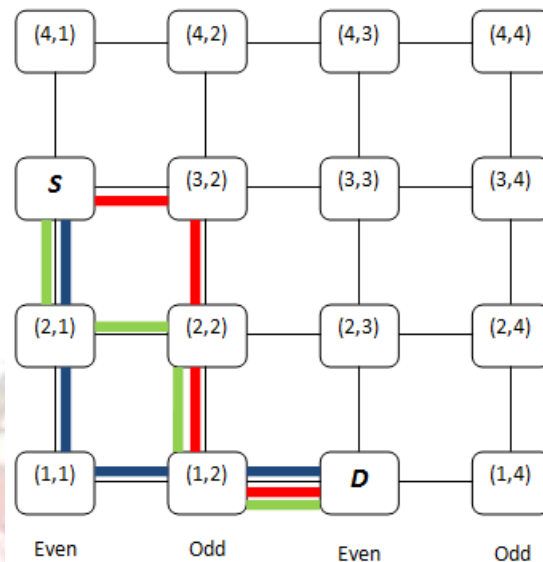 (4,1) (4,2) (4,3) (4,4)
S (3,2) (3,3) (3,4)
(2,1) (2,2) (2,3) (2,4)
(1,1) (1,2) D (1,4)
Even Odd Even Odd